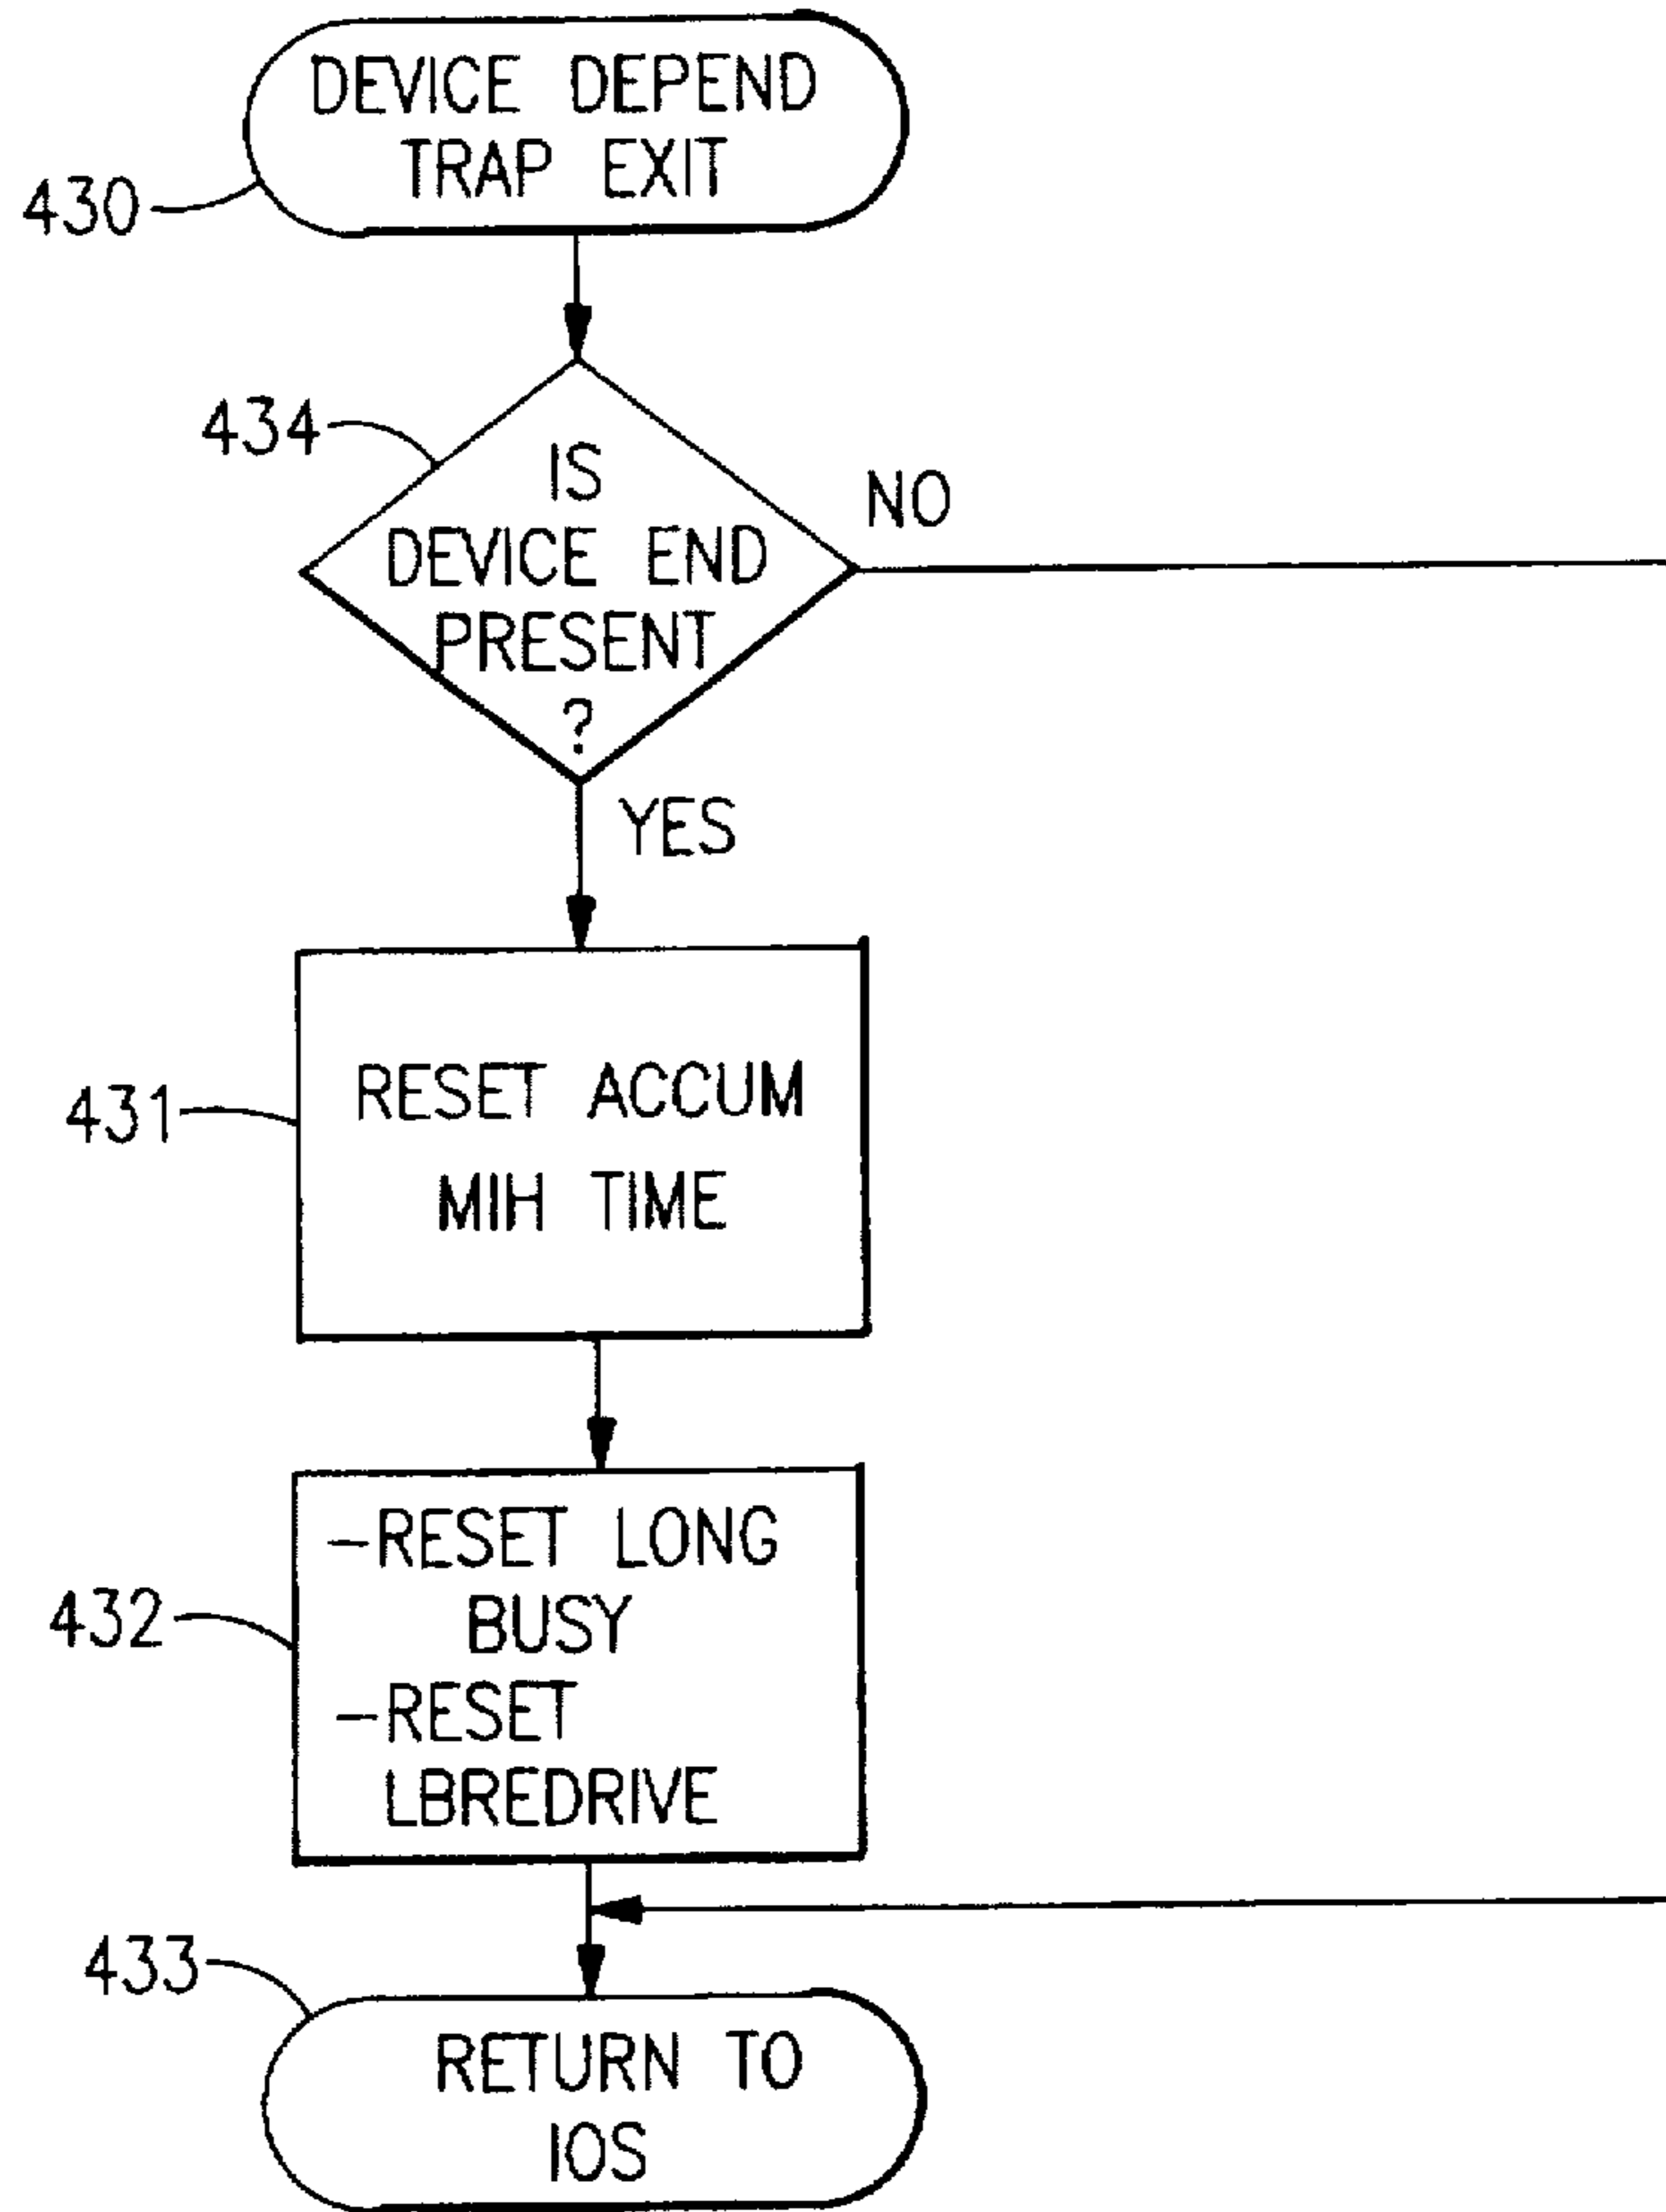 DEVICE DEPEND
TRAP EXIT
430
434
IS
DEVICE END
PRESENT
?
NO
YES
431
RESET ACCUM
MIH TIME
432
-RESET LONG
BUSY
-RESET
LBREDRIVE
433
RETURN TO
IOS